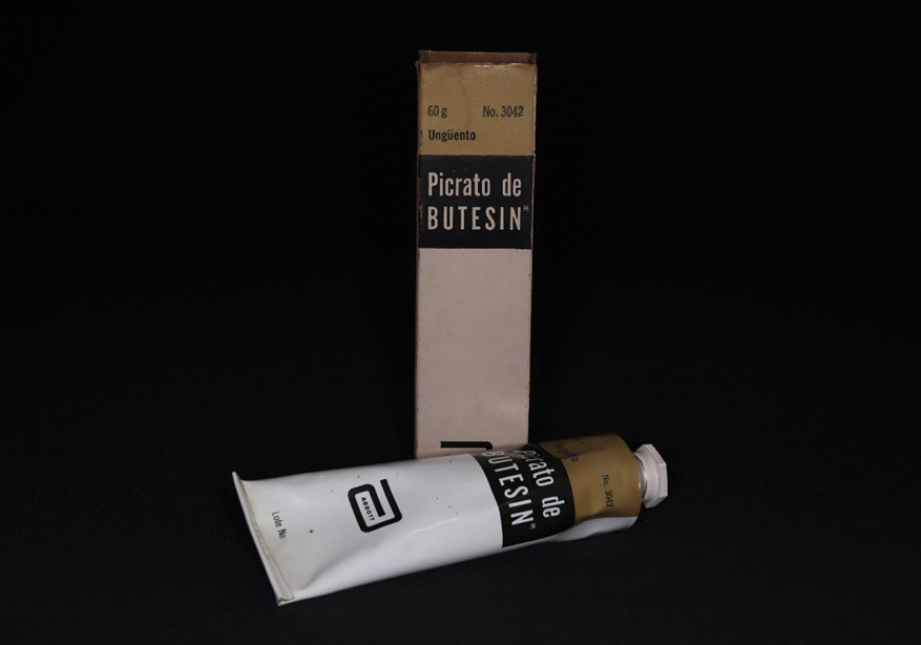 60 g No. 3042
Ungüento
Picrato de
BUTESIN
No. 3042
Picrato de
BUTESIN
ABBOTT
Lote No.